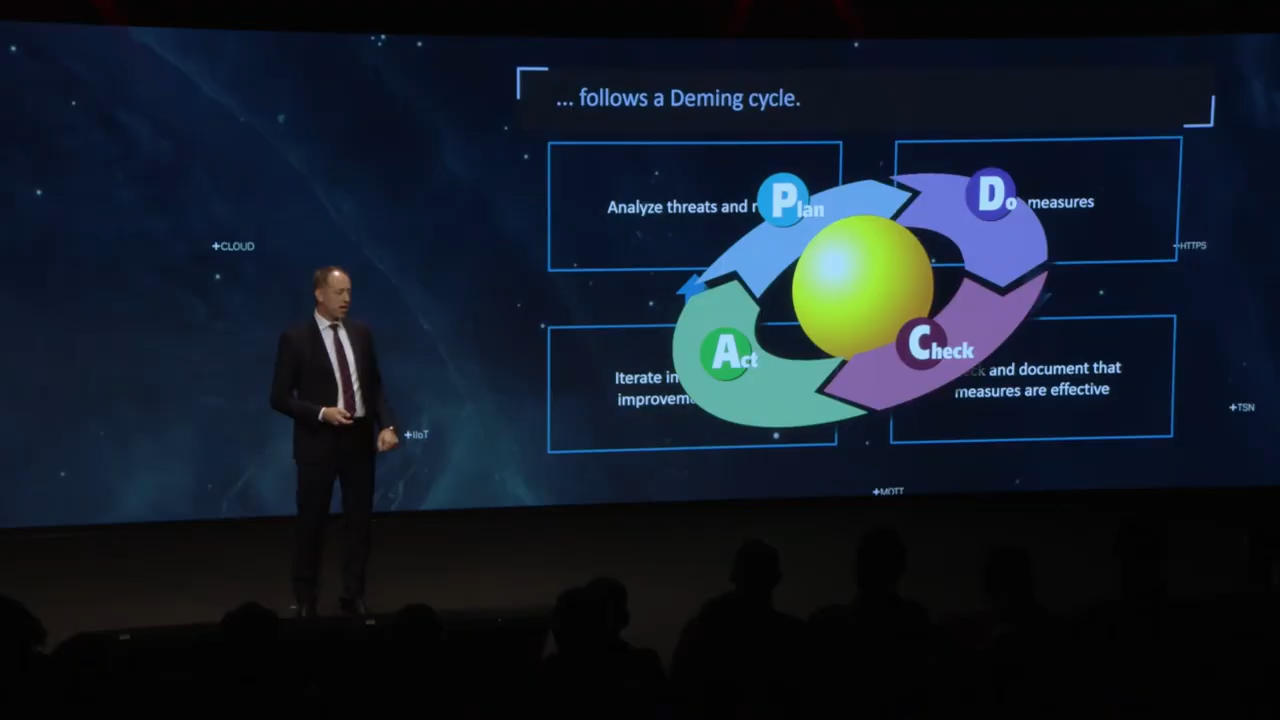 ... follows a Deming cycle.
Analyze threats and
Plan
Do
measures
+CLOUD
+HTTPS
Act
Check
Iterate in
and document that
measures are effective
+TSN
+IIoT
+MQTT